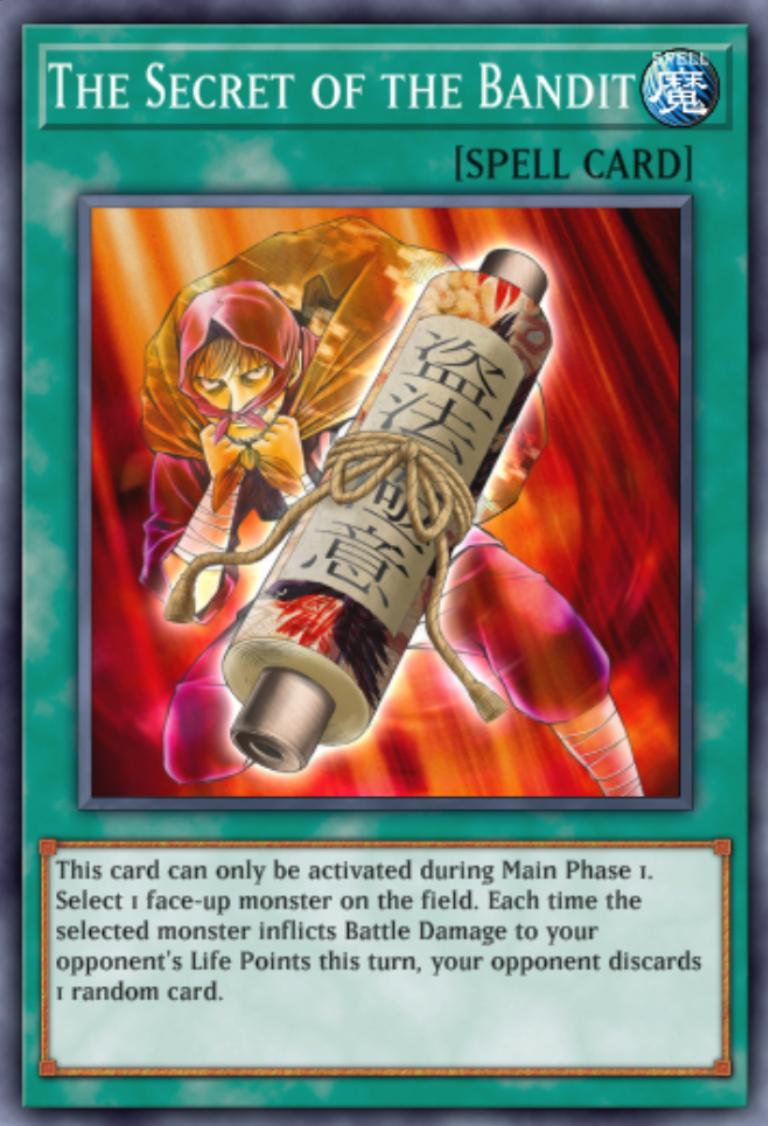 THE SECRET OF THE BANDIT
SPELL
魔
[SPELL CARD]
盗
法
意
This card can only be activated during Main Phase 1.
Select 1 face-up monster on the field. Each time the
selected monster inflicts Battle Damage to your
opponent's Life Points this turn, your opponent discards
1 random card.